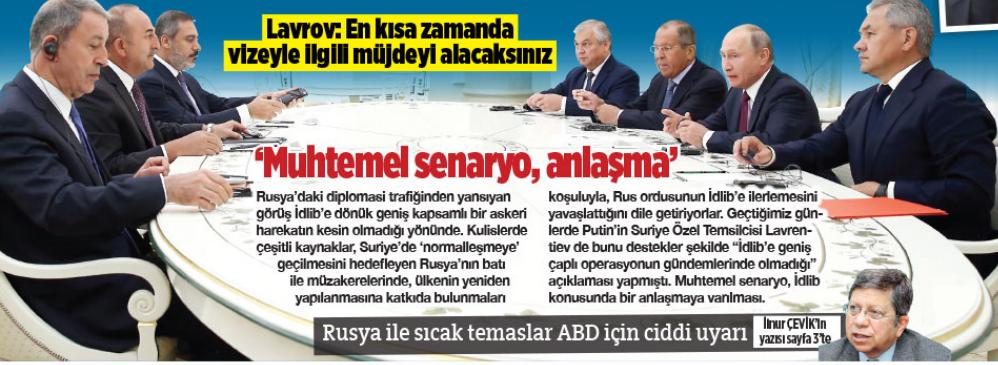 Lavrov: En kısa zamanda
vizeyle ilgili müjdeyi alacaksınız
‘Muhtemel senaryo, anlaşma’
Rusya’daki diplomasi trafiğinden yansıyan
görüş İdlib’e dönük geniş kapsamlı bir askeri
harekatın kesin olmadığı yönünde. Kulislerde
çeşitli kaynaklar, Suriye’de ‘normalleşmeye’
geçilmesini hedefleyen Rusya’nın batı
ile müzakerelerinde, ülkenin yeniden
yapılanmasına katkıda bulunmaları
koşuluyla, Rus ordusunun İdlib’e ilerlemesini
yavaşlattığını dile getiriyorlar. Geçtiğimiz gün-
lerde Putin’in Suriye Özel Temsilcisi Lavren-
tiev de bunu destekler şekilde “İdlib’e geniş
çaplı operasyonun gündemlerinde olmadığı”
açıklaması yapmıştı. Muhtemel senaryo, İdlib
konusunda bir anlaşmaya varılması.
Rusya ile sıcak temaslar ABD için ciddi uyarı
İlnur ÇEVİK’in
yazısı sayfa 3’te